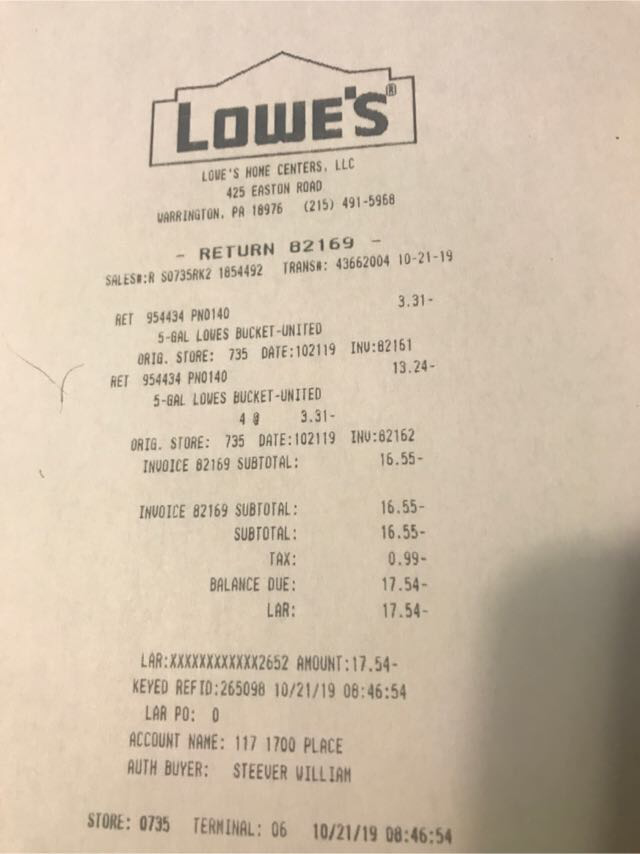 LOWE'S®
LOWE'S HOME CENTERS, LLC
425 EASTON ROAD
WARRINGTON, PA 18976 (215) 491-5968
- RETURN 82169 -
SALES#:R S0735RK2 1854492 TRANS#: 43662004 10-21-19
RET 954434 PN0140 3.31-
5-GAL LOWES BUCKET-UNITED
ORIG. STORE: 735 DATE:102119 INV:82161
RET 954434 PN0140 13.24-
5-GAL LOWES BUCKET-UNITED
4 @ 3.31-
ORIG. STORE: 735 DATE:102119 INV:82162
INVOICE 82169 SUBTOTAL: 16.55-
INVOICE 82169 SUBTOTAL: 16.55-
SUBTOTAL: 16.55-
TAX: 0.99-
BALANCE DUE: 17.54-
LAR: 17.54-
LAR:XXXXXXXXXXXX2652 AMOUNT:17.54-
KEYED REFID:265098 10/21/19 08:46:54
LAR PO: 0
ACCOUNT NAME: 117 1700 PLACE
AUTH BUYER: STEEVER WILLIAM
STORE: 0735 TERMINAL: 06 10/21/19 08:46:54